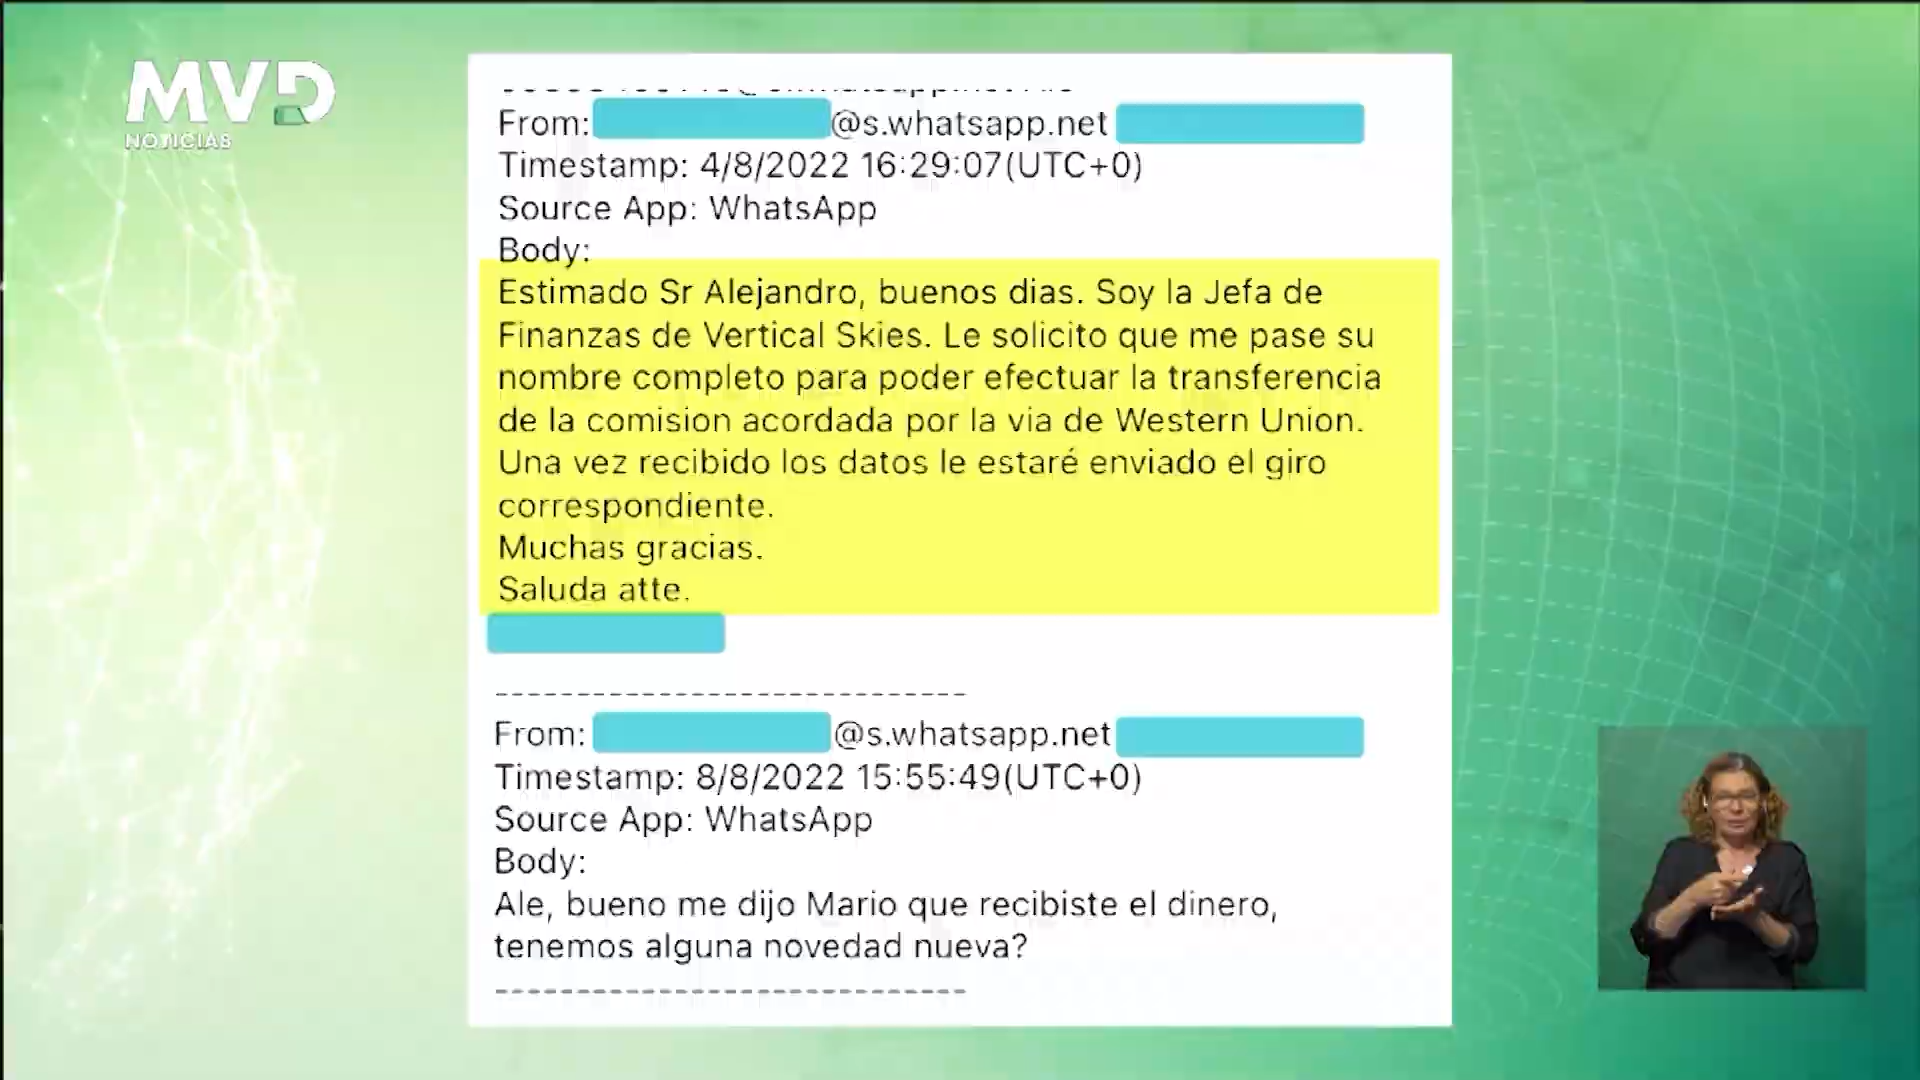 MVD
NOTICIAS
From: @s.whatsapp.net
Timestamp: 4/8/2022 16:29:07(UTC+0)
Source App: WhatsApp
Body:
Estimado Sr Alejandro, buenos dias. Soy la Jefa de
Finanzas de Vertical Skies. Le solicito que me pase su
nombre completo para poder efectuar la transferencia
de la comision acordada por la via de Western Union.
Una vez recibido los datos le estaré enviado el giro
correspondiente.
Muchas gracias.
Saluda atte.
-----------------------------
From: @s.whatsapp.net
Timestamp: 8/8/2022 15:55:49(UTC+0)
Source App: WhatsApp
Body:
Ale, bueno me dijo Mario que recibiste el dinero,
tenemos alguna novedad nueva?
-----------------------------